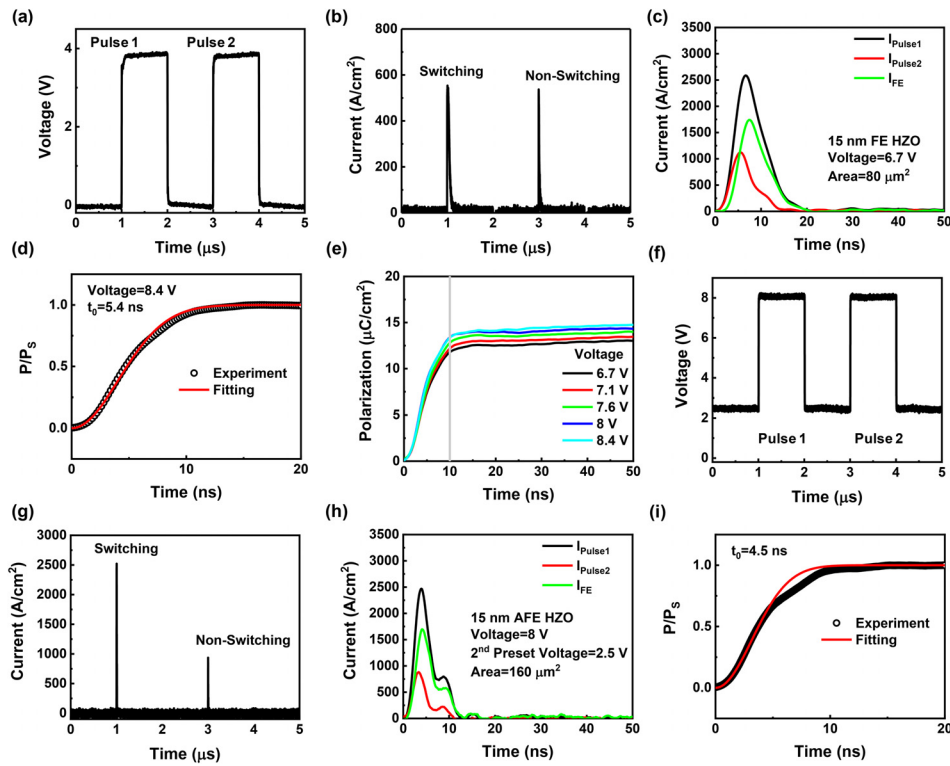 (a)
Pulse 1 Pulse 2
4
2
0
Voltage (V)
0 1 2 3 4 5
Time (μs)
(b)
Switching
Non-Switching
800
600
400
200
0
Current (A/cm²)
0 1 2 3 4 5
Time (μs)
(c)
I_Pulse1
I_Pulse2
I_FE
15 nm FE HZO
Voltage=6.7 V
Area=80 μm²
3500
3000
2500
2000
1500
1000
500
0
Current (A/cm²)
0 10 20 30 40 50
Time (ns)
(d)
Voltage=8.4 V
t₀=5.4 ns
Experiment
Fitting
1.0
0.5
0.0
P/P_S
0 10 20
Time (ns)
(e)
20
15
10
5
0
Polarization (μC/cm²)
Voltage
6.7 V
7.1 V
7.6 V
8 V
8.4 V
0 10 20 30 40 50
Time (ns)
(f)
8
6
4
2
0
Voltage (V)
Pulse 1 Pulse 2
0 1 2 3 4 5
Time (μs)
(g)
Switching
Non-Switching
3000
2500
2000
1500
1000
500
0
Current (A/cm²)
0 1 2 3 4 5
Time (μs)
(h)
I_Pulse1
I_Pulse2
I_FE
15 nm AFE HZO
Voltage=8 V
2nd Preset Voltage=2.5 V
Area=160 μm²
3500
3000
2500
2000
1500
1000
500
0
Current (A/cm²)
0 10 20 30 40 50
Time (ns)
(i)
t₀=4.5 ns
Experiment
Fitting
1.0
0.5
0.0
P/P_S
0 10 20
Time (ns)